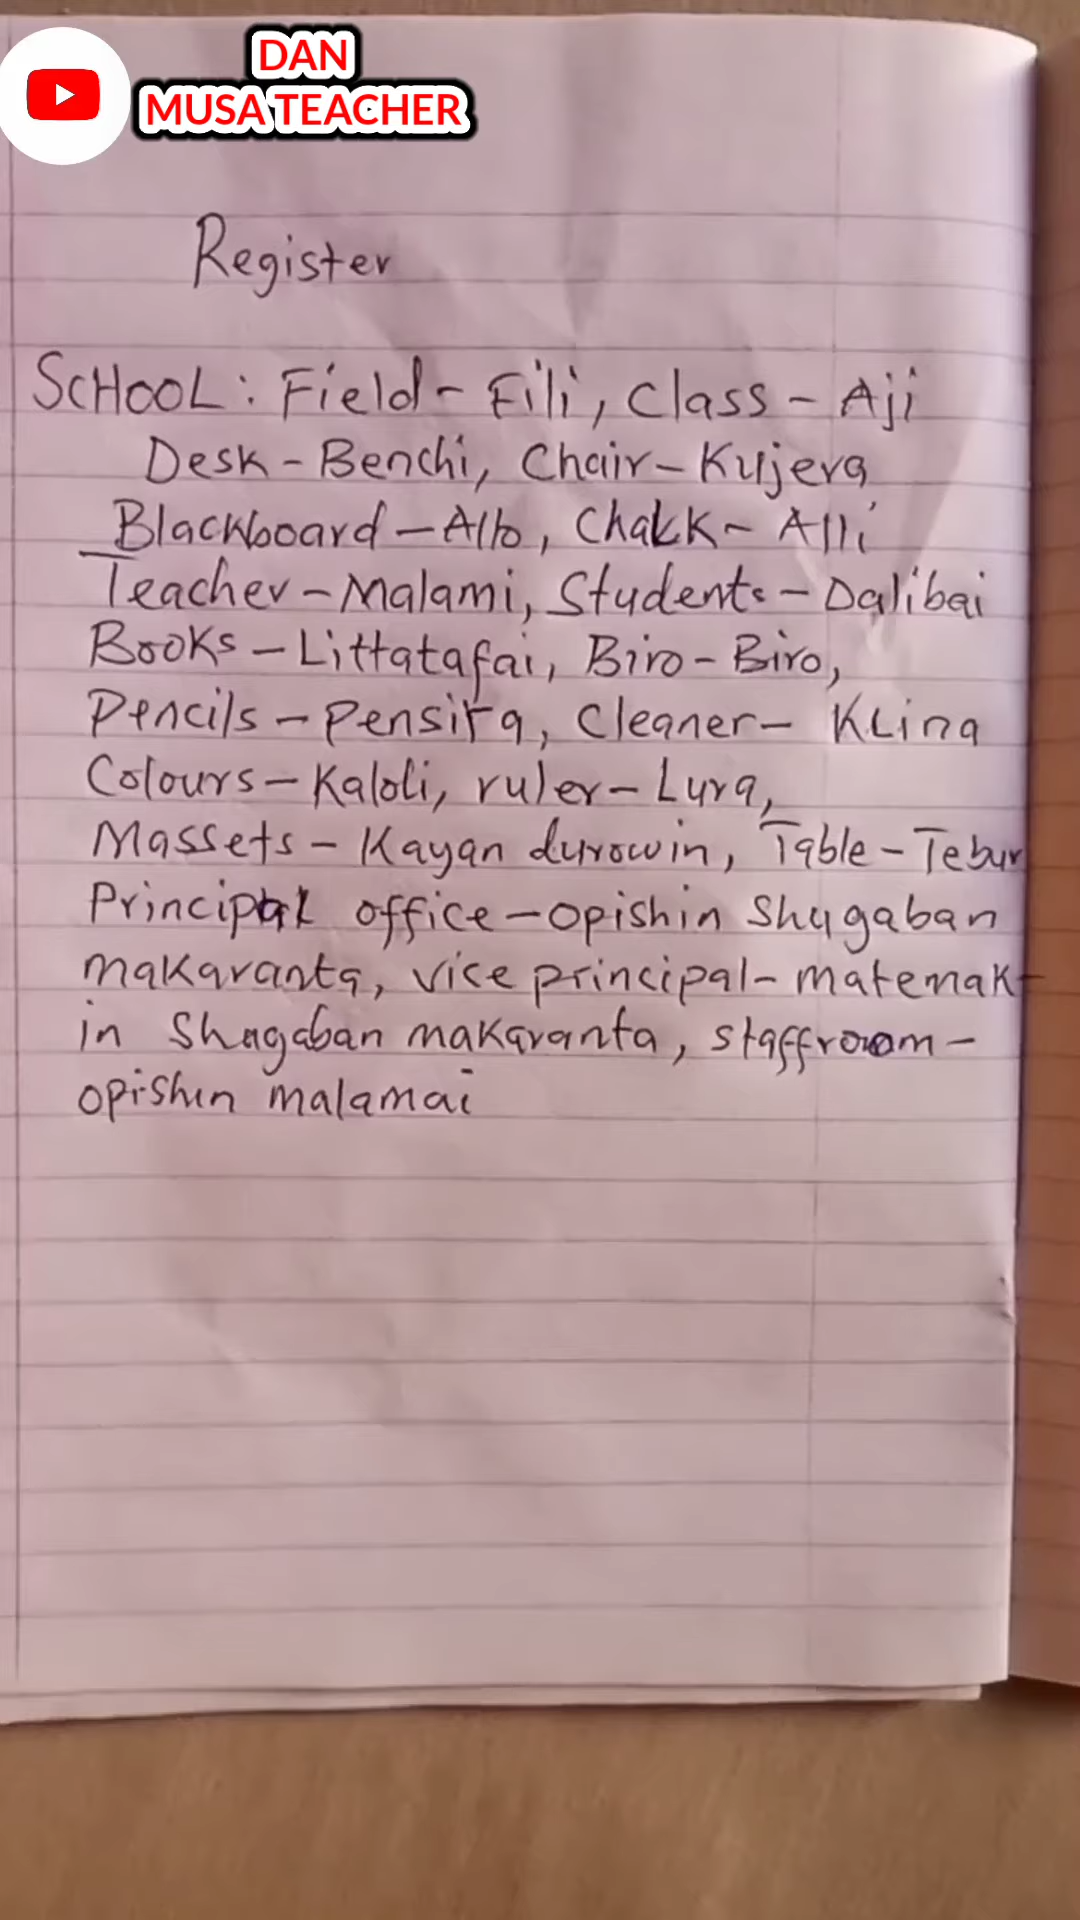 DAN
MUSA TEACHER
Register
SCHOOL: Field - Fili, Class - Aji
Desk - Benchi, Chair - Kujera
Blackboard - Allo, Chalk - Alli
Teacher - Malami, Students - Dalibai
Books - Littatafai, Biro - Biro,
Pencils - Pensira, Cleaner - Klina
Colours - Kaloli, ruler - Lura,
Massets - Kayan durowin, Table - Tebur
Principal office - opishin Shugaban
makaranta, vice principal - matemak
in Shugaban makaranta, staffroom -
opishin malamai